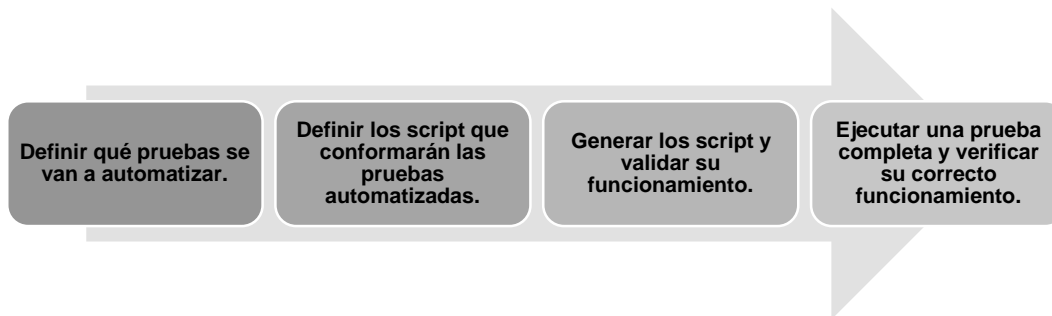 Definir qué pruebas se
van a automatizar.
Definir los script que
conformarán las
pruebas
automatizadas.
Generar los script y
validar su
funcionamiento.
Ejecutar una prueba
completa y verificar
su correcto
funcionamiento.